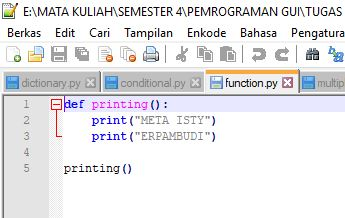 E:\MATA KULIAH\SEMESTER 4\PEMROGRAMAN GUI\TUGAS
Berkas Edit Cari Tampilan Enkode Bahasa Pengatura
dictionary.py conditional.py function.py multip
1 def printing():
2 print("META ISTY")
3 print("ERPAMBUDI")
4
5 printing()